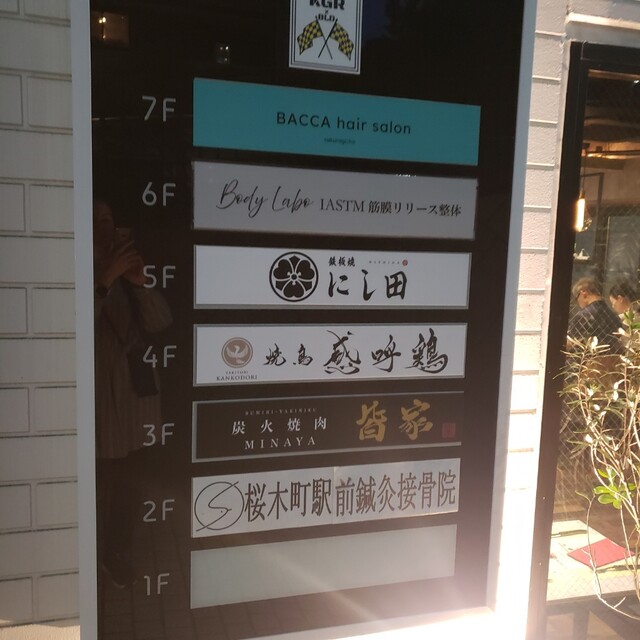 KGR
OLD
7F
BACCA hair salon
6F
Body Labo IASTM 筋膜リリース整体
5F
鉄板焼
にし田
4F
YAKITORI
KANKODORI
焼鳥 感呼鶏
3F
SUMIBI-YAKINIKU
炭火焼肉
MINAYA
皆家
2F
桜木町駅前鍼灸接骨院
1F